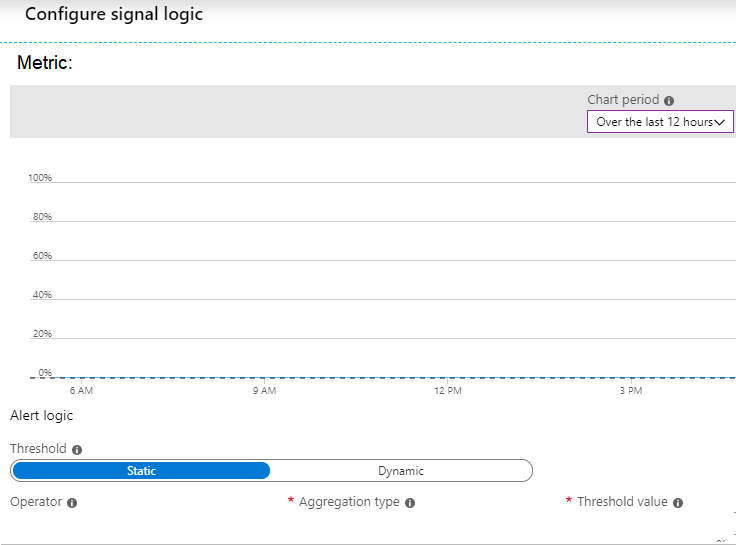 Configure signal logic
Metric:
Chart period
Over the last 12 hours
100%
80%
60%
40%
20%
0%
6 AM 9 AM 12 PM 3 PM
Alert logic
Threshold
Static Dynamic
Operator * Aggregation type * Threshold value